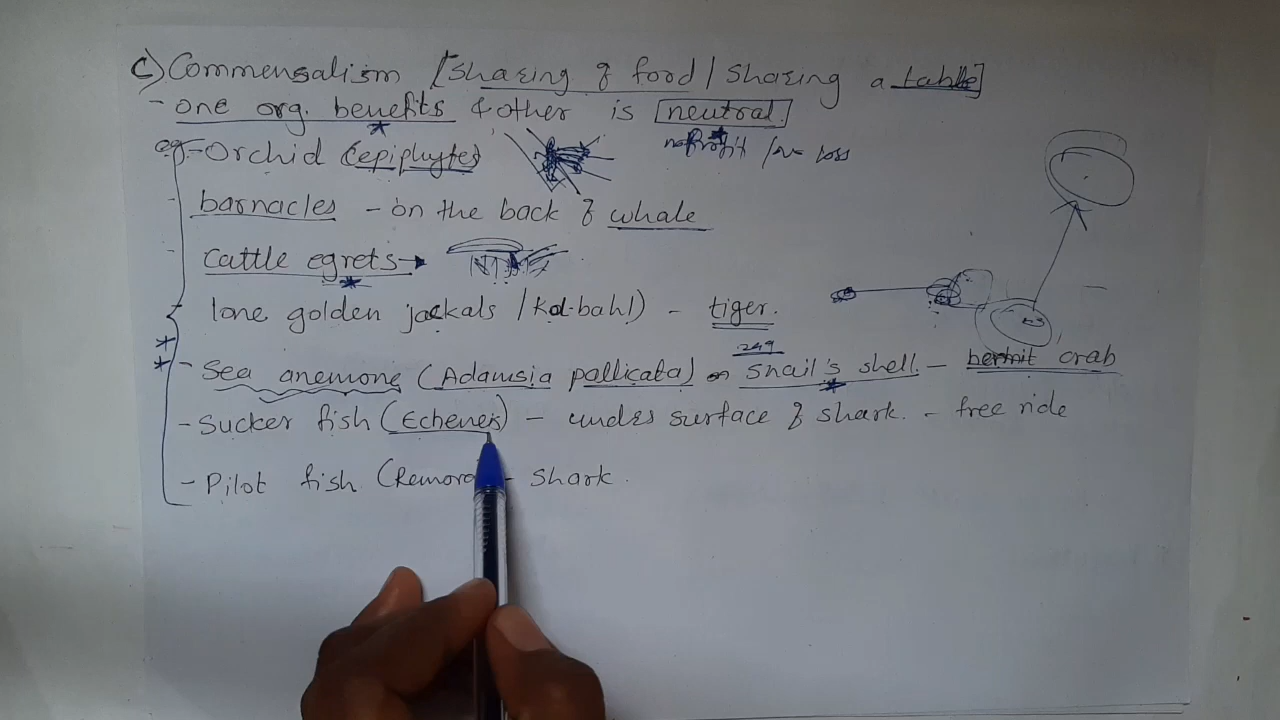 C) Commensalism [Sharing of food / Sharing a table]
- one org. benefits & other is neutral.
no profit / no loss
eg - Orchid (epiphytes)
- barnacles - on the back of whale
- Cattle egrets
- lone golden jackals / Kol-bahl) - tiger.
- Sea anemone (Adamsia pallicata) on Snail's shell - hermit crab
- Sucker fish (Echeneis) - under surface of shark. - free ride
- Pilot fish (Remora - Shark.